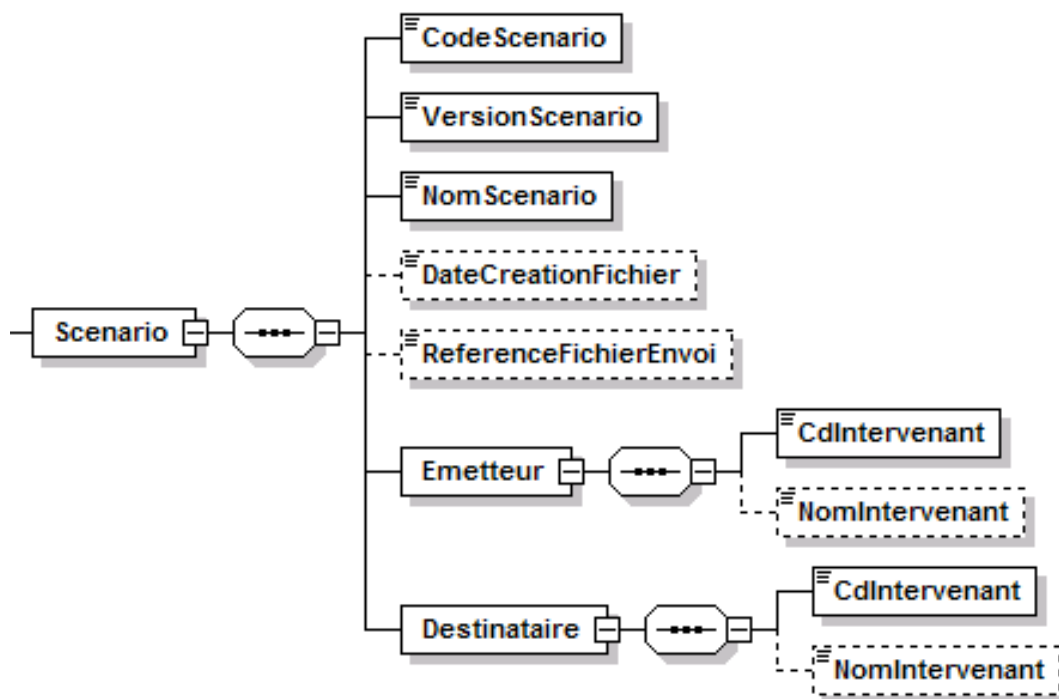 CodeScenario
VersionScenario
NomScenario
DateCreationFichier
Scenario
ReferenceFichierEnvoi
CdIntervenant
Emetteur
NomIntervenant
CdIntervenant
Destinataire
NomIntervenant